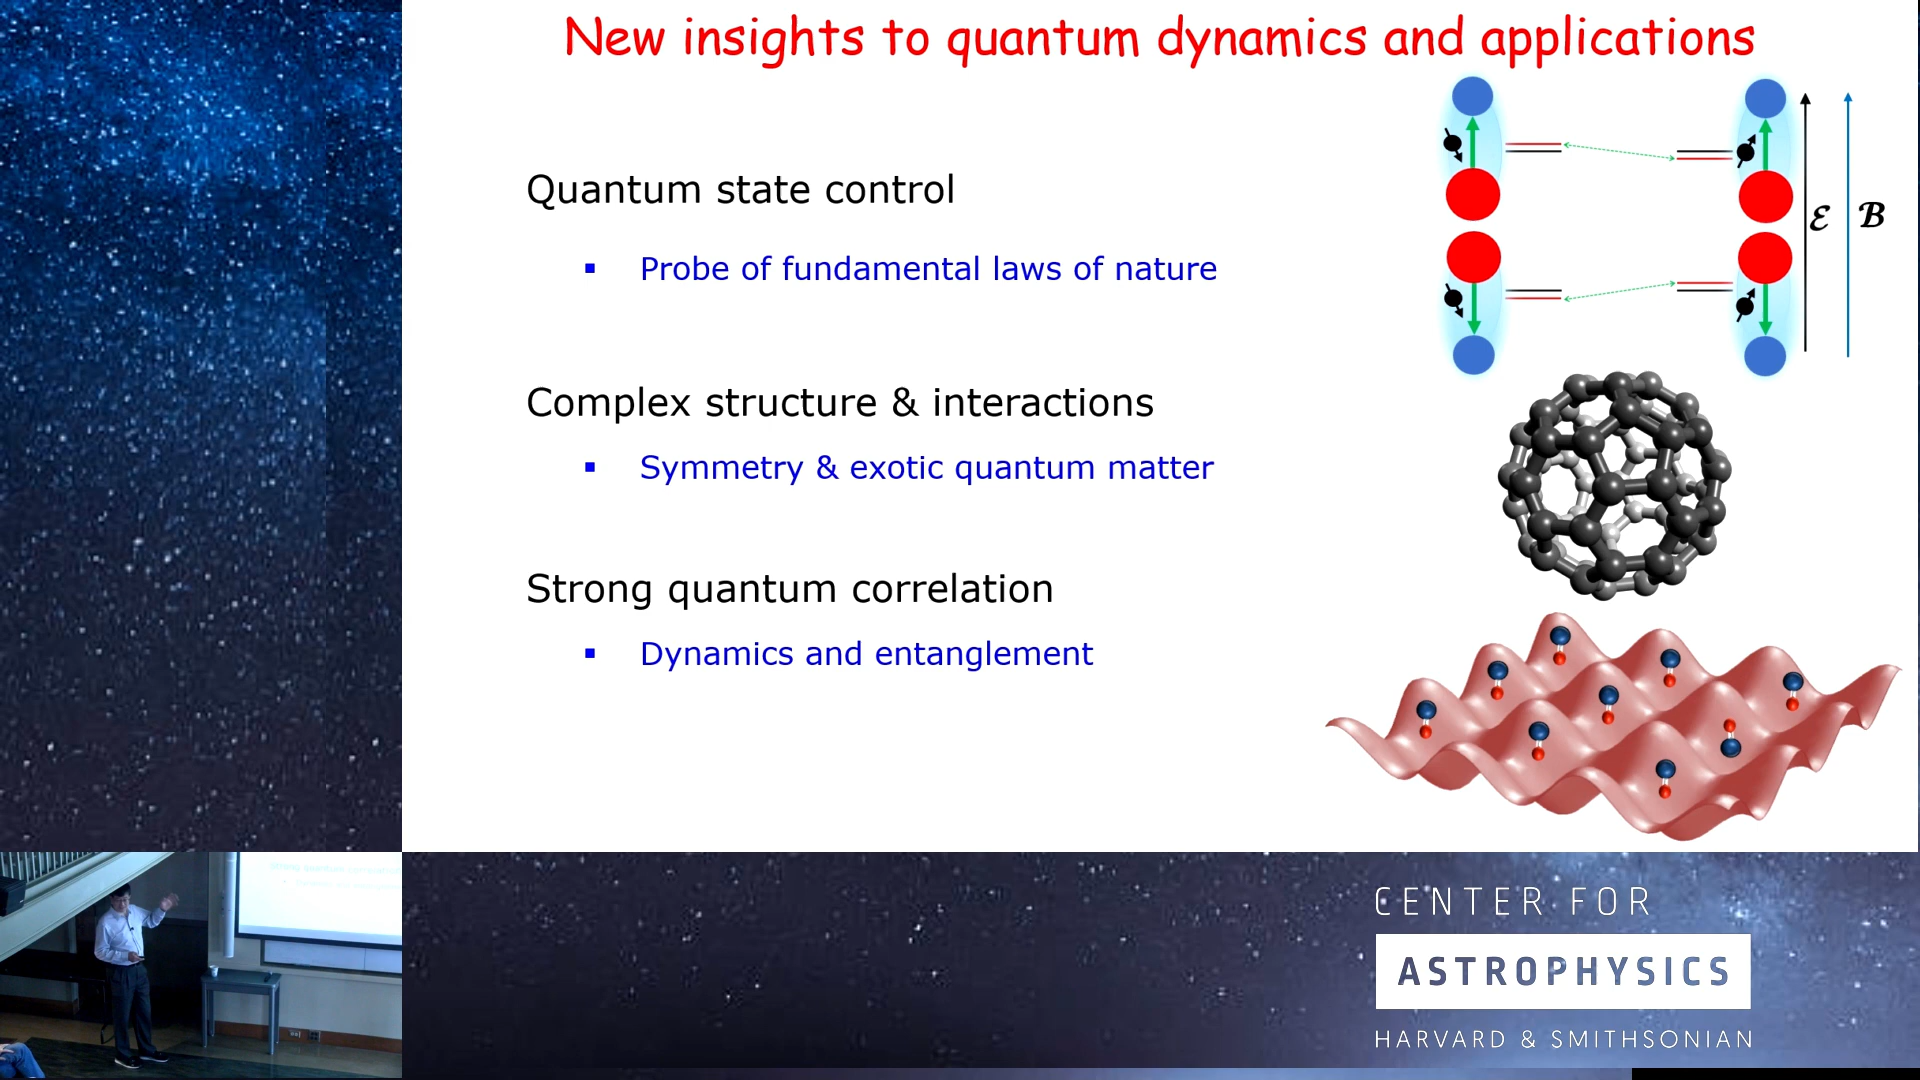 New insights to quantum dynamics and applications
Quantum state control
▪ Probe of fundamental laws of nature
Complex structure & interactions
▪ Symmetry & exotic quantum matter
Strong quantum correlation
▪ Dynamics and entanglement
ℰ ℬ
CENTER FOR
ASTROPHYSICS
HARVARD & SMITHSONIAN